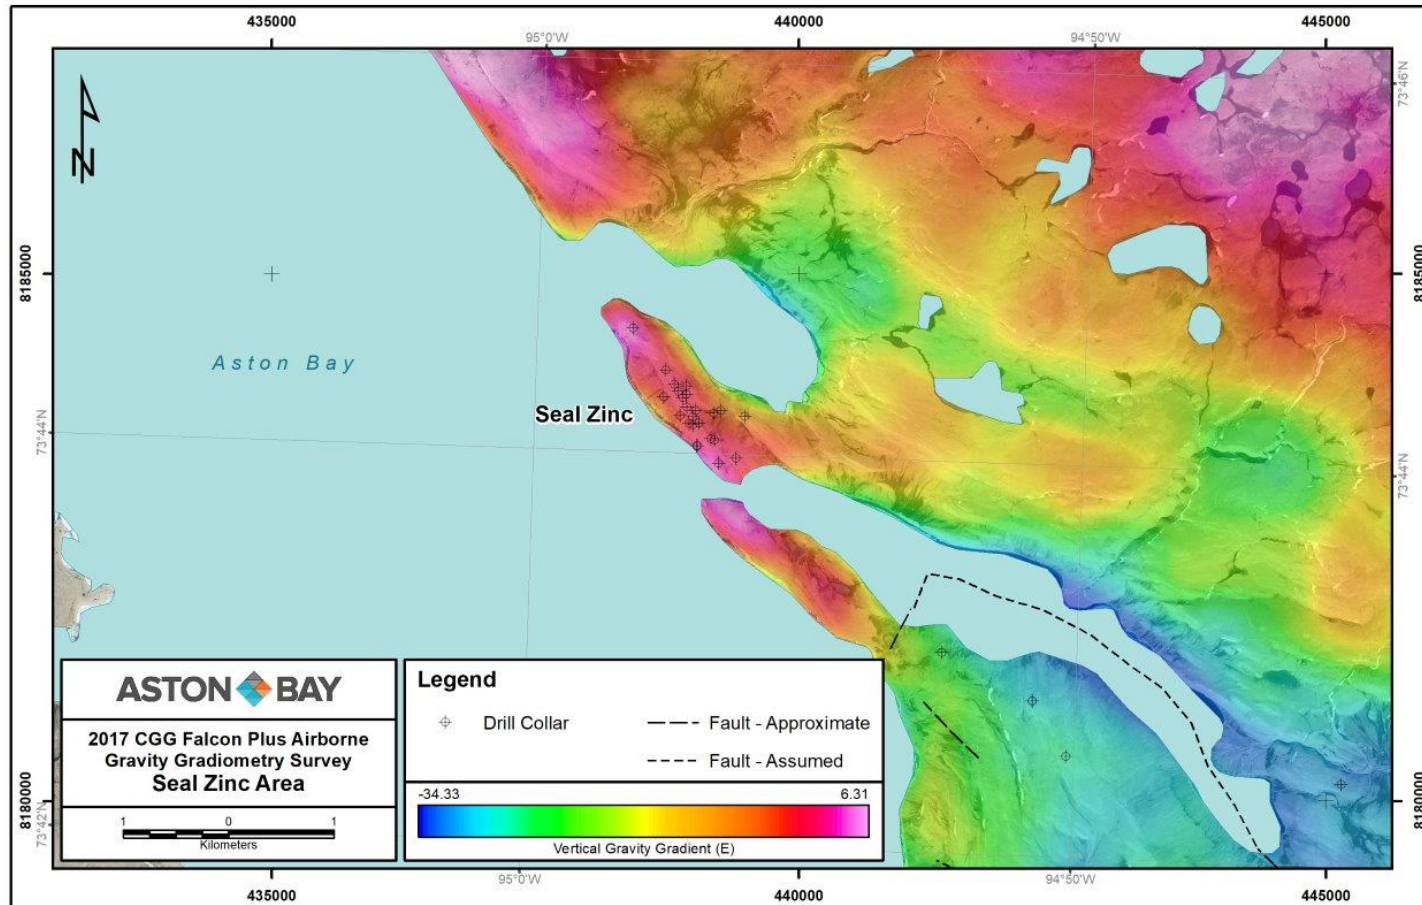 435000 440000 445000
95°0'W 94°50'W
73°46'N
N
8185000 8185000
Aston Bay
Seal Zinc
73°44'N 73°44'N
ASTON BAY
2017 CGG Falcon Plus Airborne
Gravity Gradiometry Survey
Seal Zinc Area
1 0 1
Kilometers
Legend
Drill Collar
Fault - Approximate
Fault - Assumed
-34.33 6.31
Vertical Gravity Gradient (E)
8180000 8180000
73°42'N
95°0'W 94°50'W
435000 440000 445000